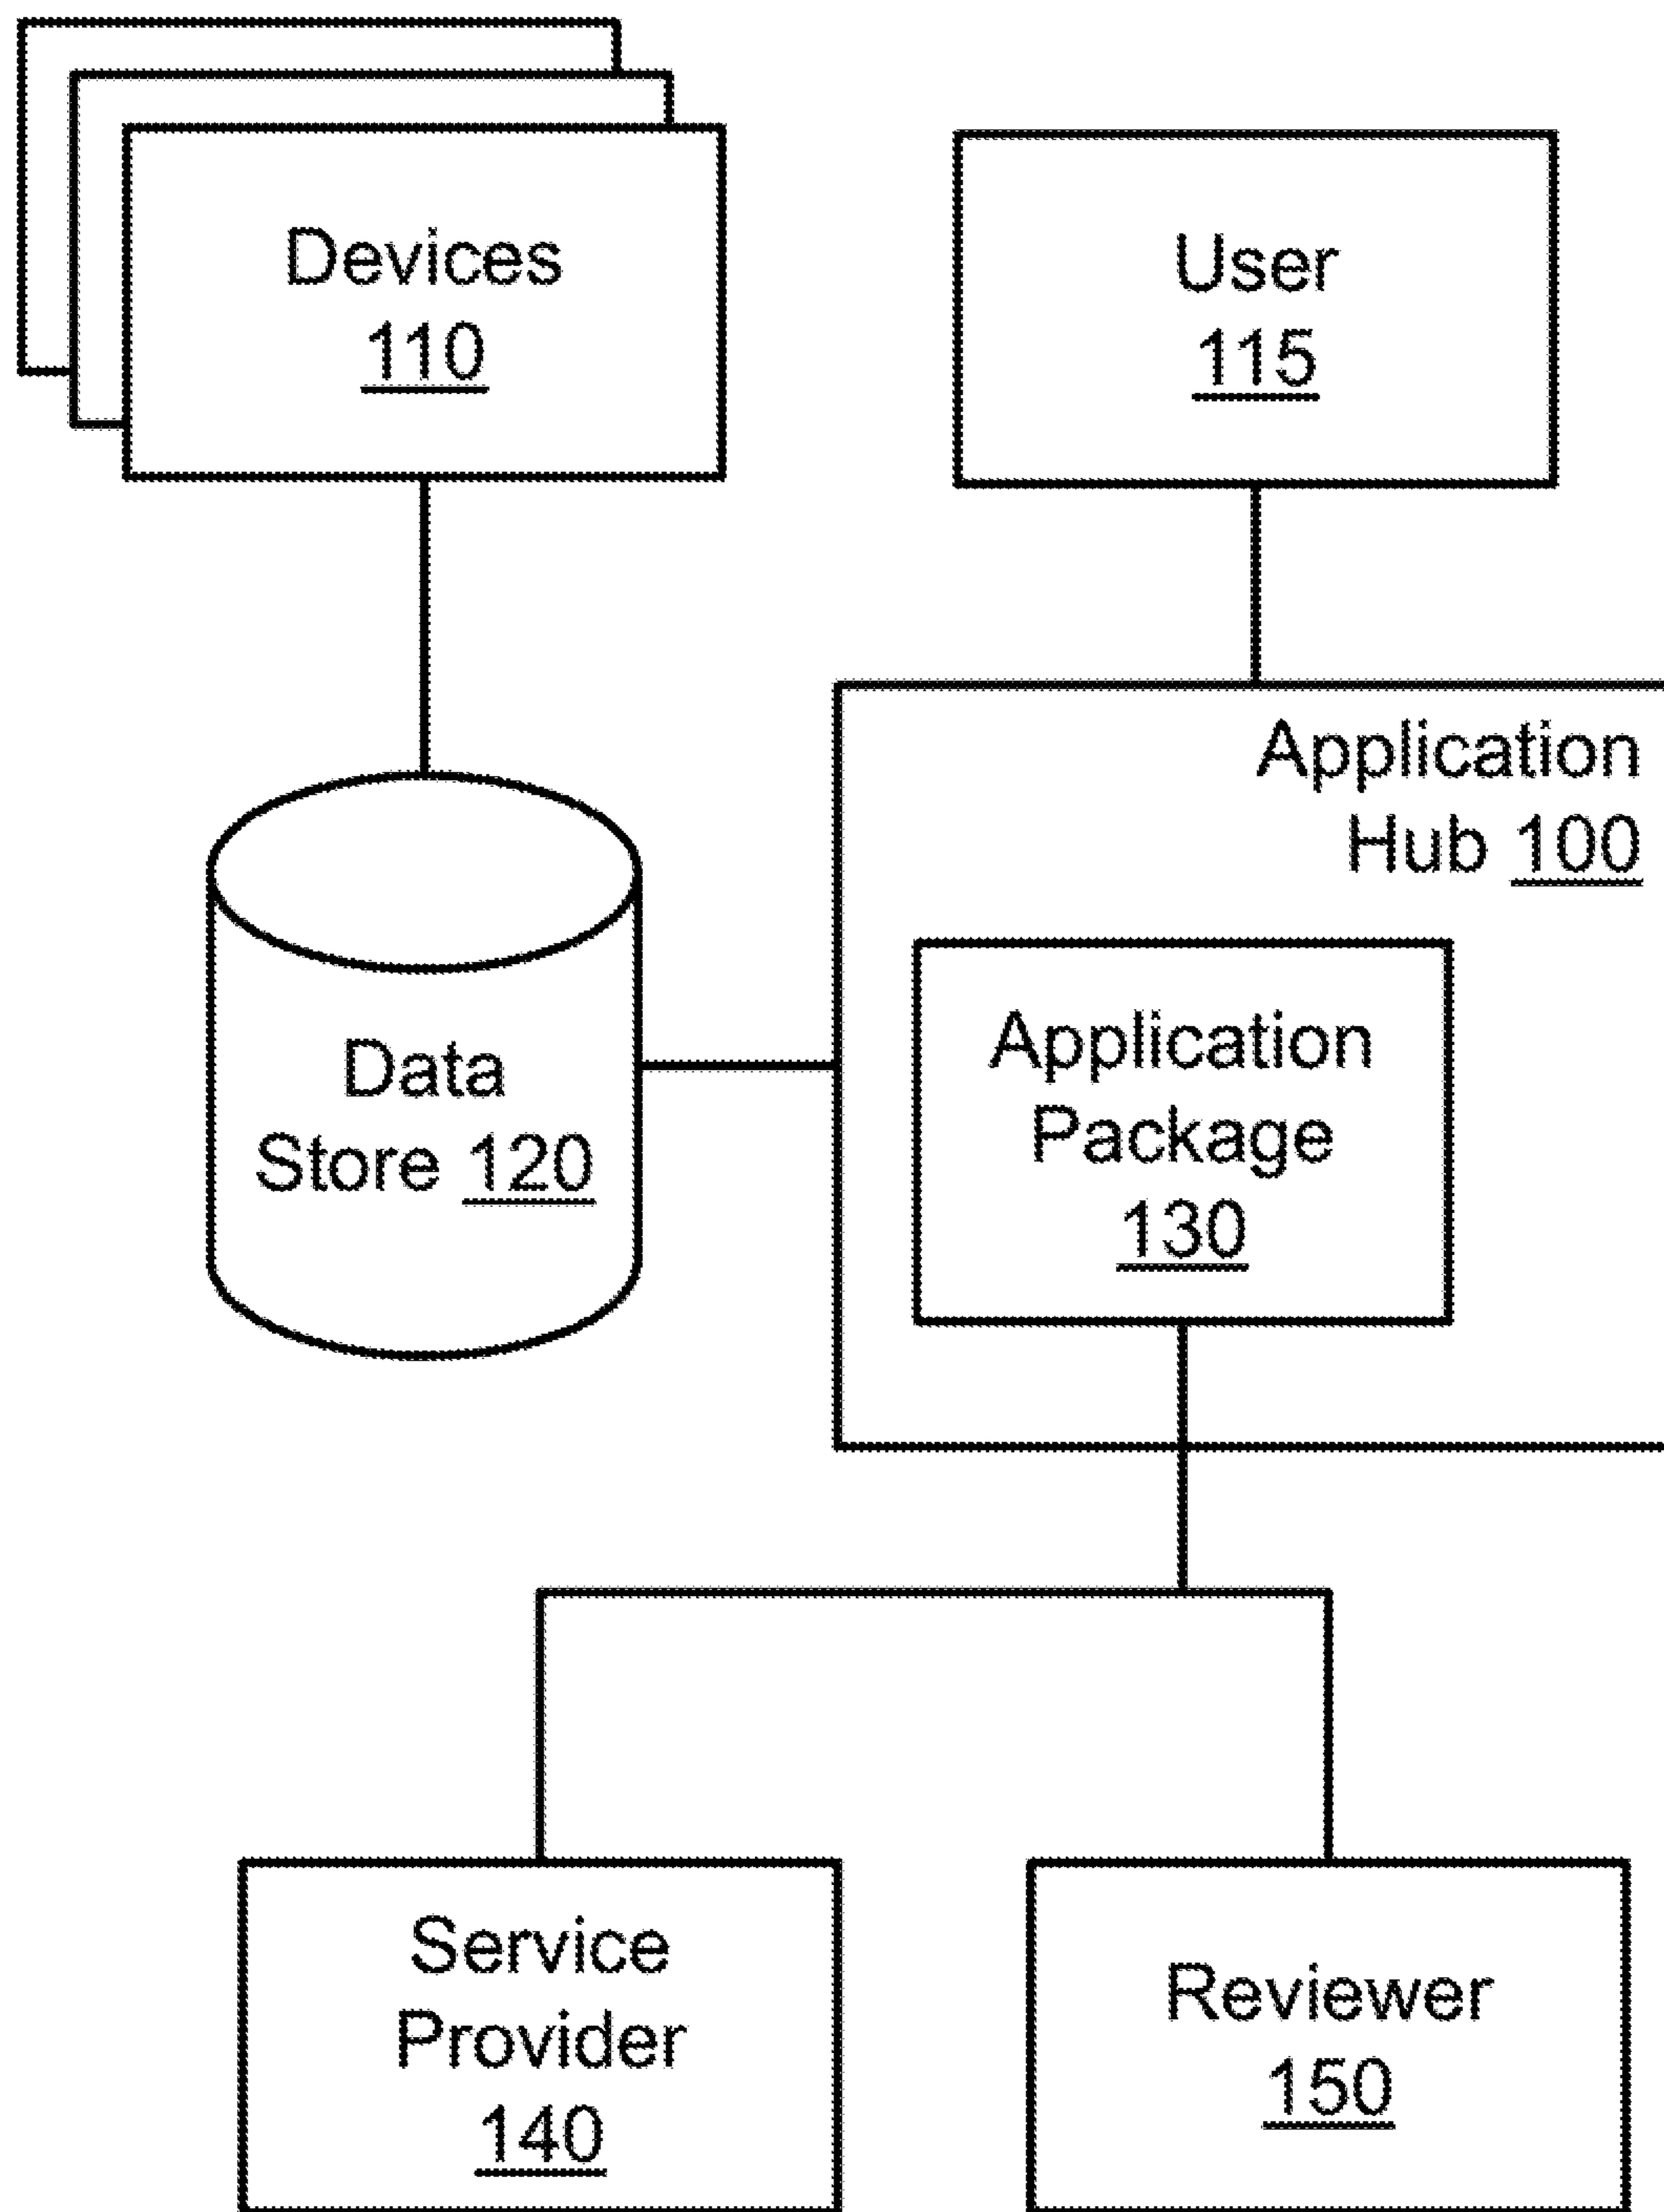 Devices
110
User
115
Application
Hub 100
Data
Store 120
Application
Package
130
Service
Provider
140
Reviewer
150